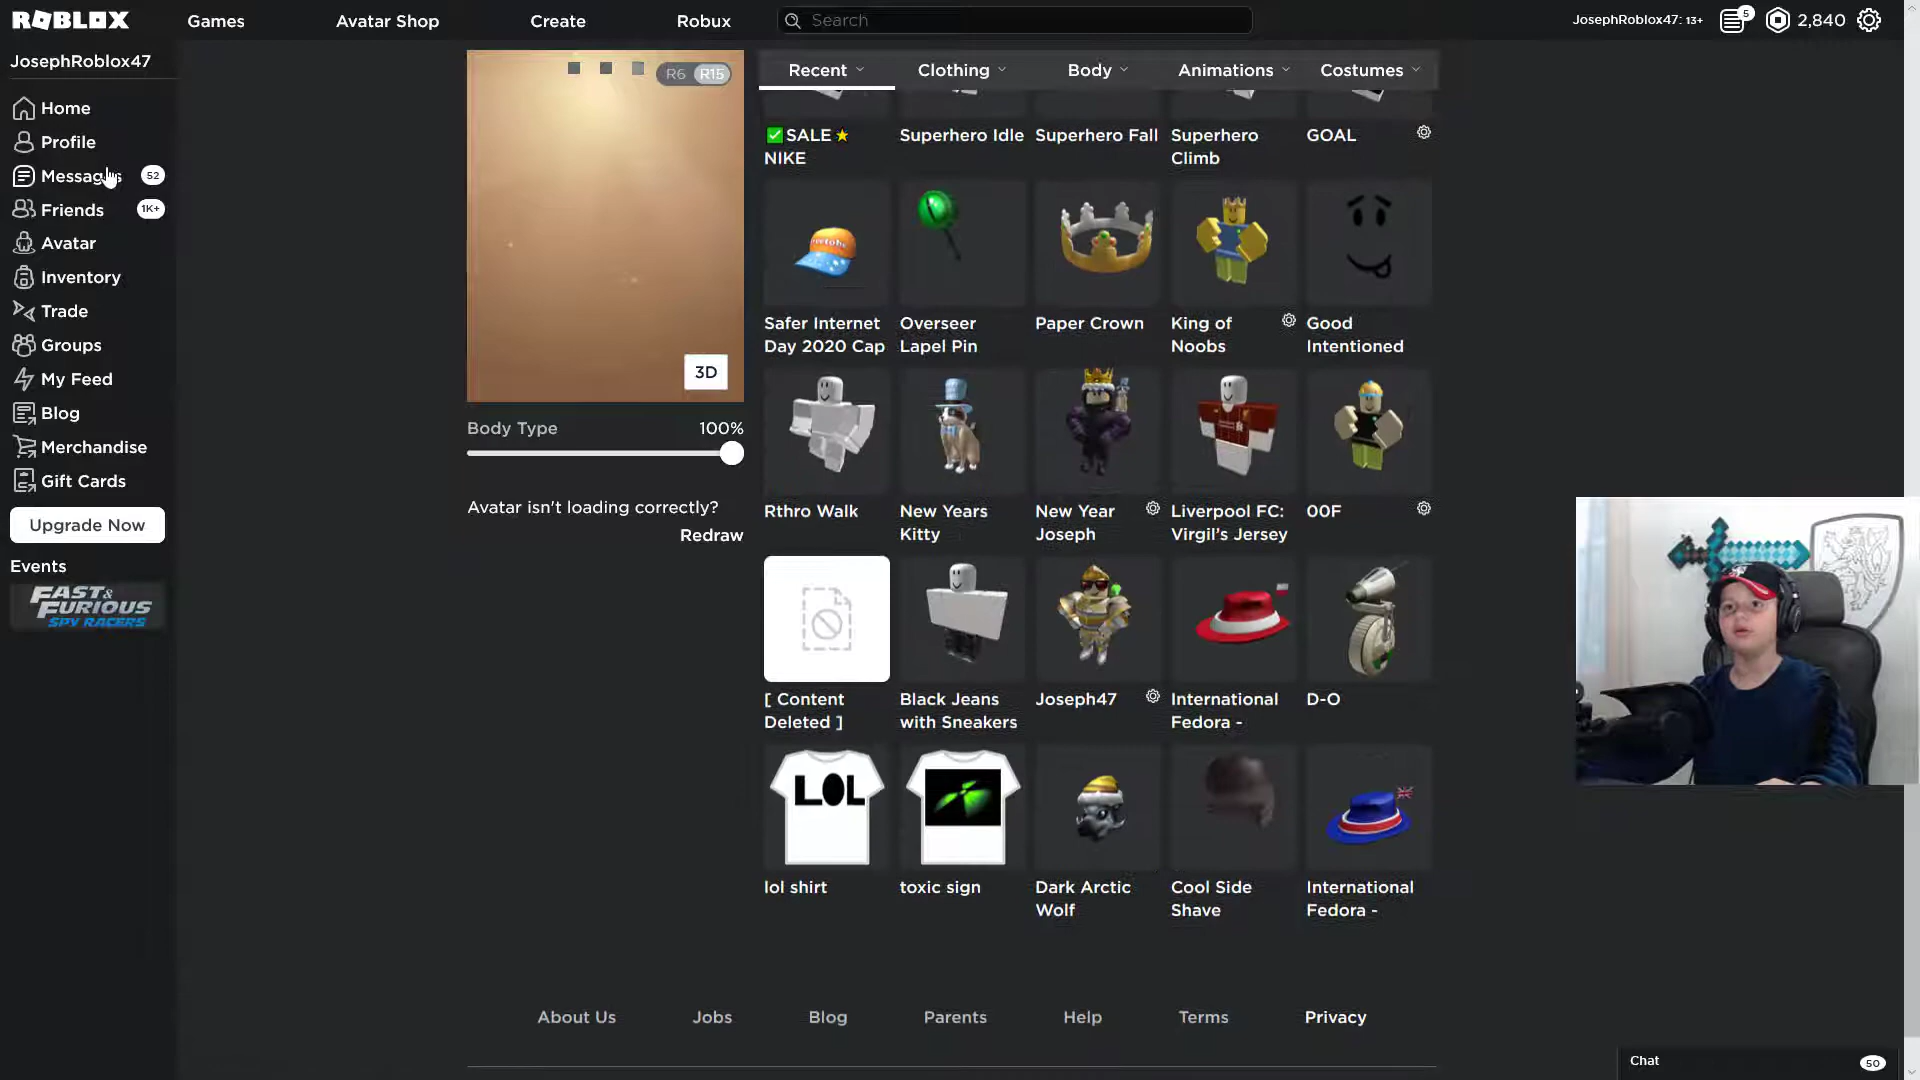 ROBLOX
Games
Avatar Shop
Create
Robux
Search
JosephRoblox47: 13+
5
2,840
JosephRoblox47
Home
Profile
Messages
52
Friends
1K+
Avatar
Inventory
Trade
Groups
My Feed
Blog
Merchandise
Gift Cards
Upgrade Now
Events
FAST &
FURIOUS
SPY RACERS
R6
R15
3D
Body Type
100%
Avatar isn't loading correctly?
Redraw
Recent
Clothing
Body
Animations
Costumes
SALE
NIKE
Superhero Idle
Superhero Fall
Superhero
Climb
GOAL
Safer Internet
Day 2020 Cap
Overseer
Lapel Pin
Paper Crown
King of
Noobs
Good
Intentioned
Rthro Walk
New Years
Kitty
New Year
Joseph
Liverpool FC:
Virgil's Jersey
00F
[ Content
Deleted ]
Black Jeans
with Sneakers
Joseph47
International
Fedora -
D-O
LOL
lol shirt
toxic sign
Dark Arctic
Wolf
Cool Side
Shave
International
Fedora -
About Us
Jobs
Blog
Parents
Help
Terms
Privacy
Chat
50